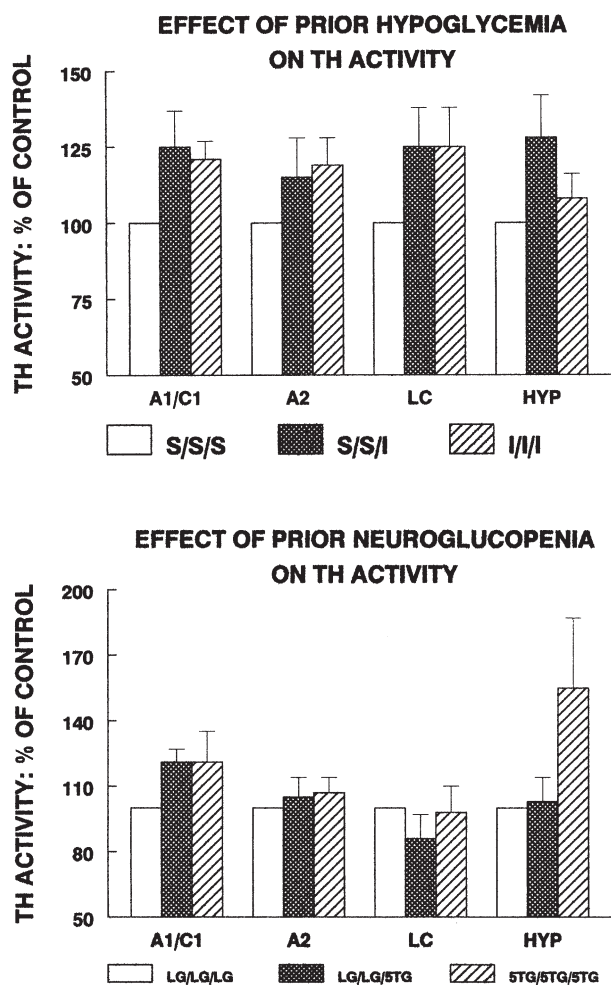 EFFECT OF PRIOR HYPOGLYCEMIA
ON TH ACTIVITY
TH ACTIVITY: % OF CONTROL
150
125
100
75
50
A1/C1 A2 LC HYP
S/S/S S/S/I I/I/I
EFFECT OF PRIOR NEUROGLUCOPENIA
ON TH ACTIVITY
TH ACTIVITY: % OF CONTROL
200
170
140
110
80
50
A1/C1 A2 LC HYP
LG/LG/LG LG/LG/5TG 5TG/5TG/5TG